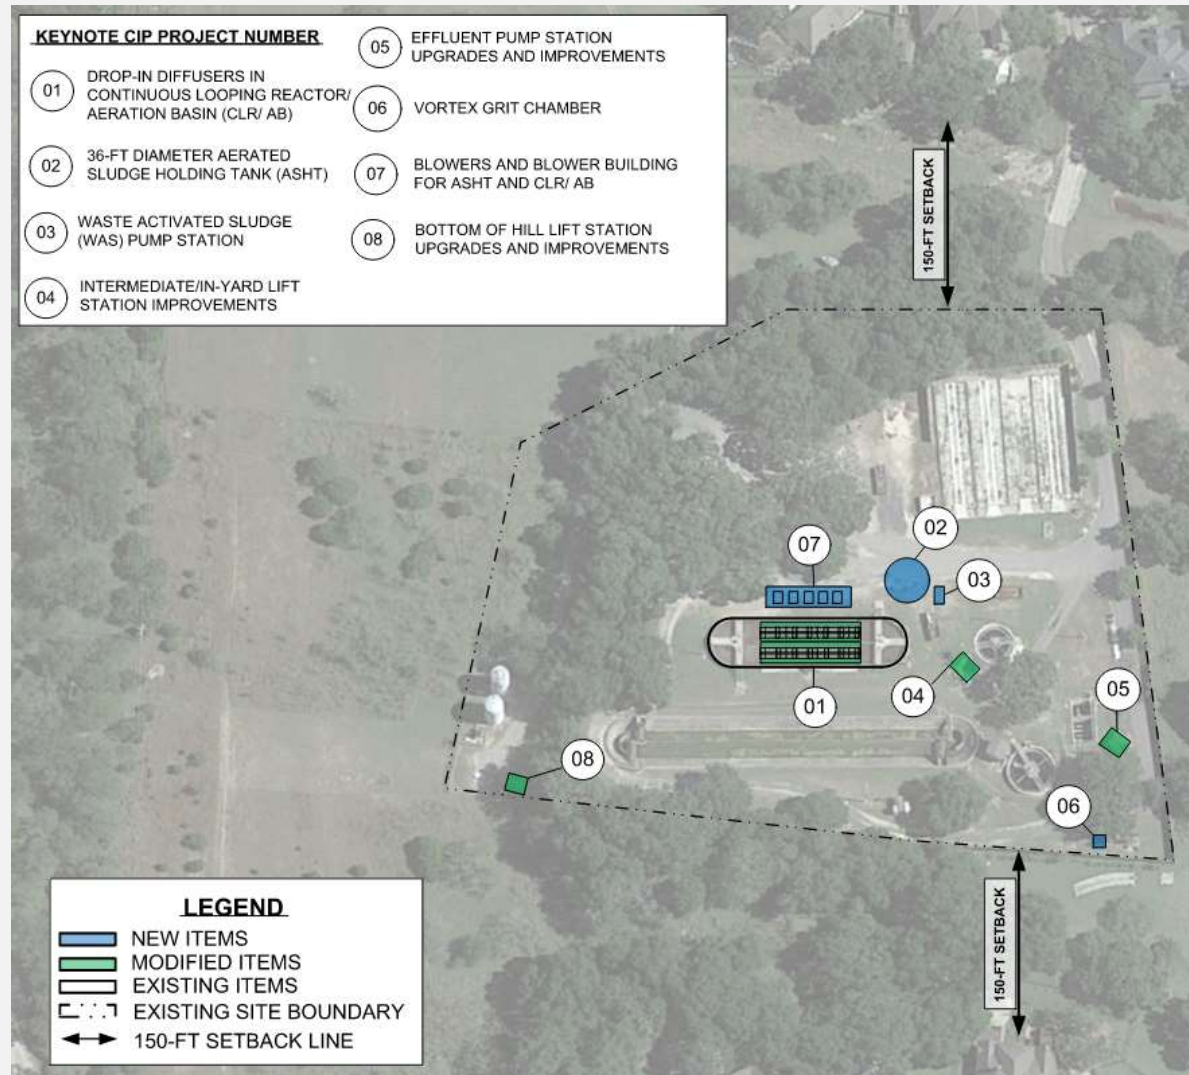 KEYNOTE CIP PROJECT NUMBER
01
DROP-IN DIFFUSERS IN
CONTINUOUS LOOPING REACTOR/
AERATION BASIN (CLR/ AB)
02
36-FT DIAMETER AERATED
SLUDGE HOLDING TANK (ASHT)
03
WASTE ACTIVATED SLUDGE
(WAS) PUMP STATION
04
INTERMEDIATE/IN-YARD LIFT
STATION IMPROVEMENTS
05
EFFLUENT PUMP STATION
UPGRADES AND IMPROVEMENTS
06
VORTEX GRIT CHAMBER
07
BLOWERS AND BLOWER BUILDING
FOR ASHT AND CLR/ AB
08
BOTTOM OF HILL LIFT STATION
UPGRADES AND IMPROVEMENTS
150-FT SETBACK
02
07
03
05
04
01
08
06
150-FT SETBACK
LEGEND
NEW ITEMS
MODIFIED ITEMS
EXISTING ITEMS
EXISTING SITE BOUNDARY
150-FT SETBACK LINE